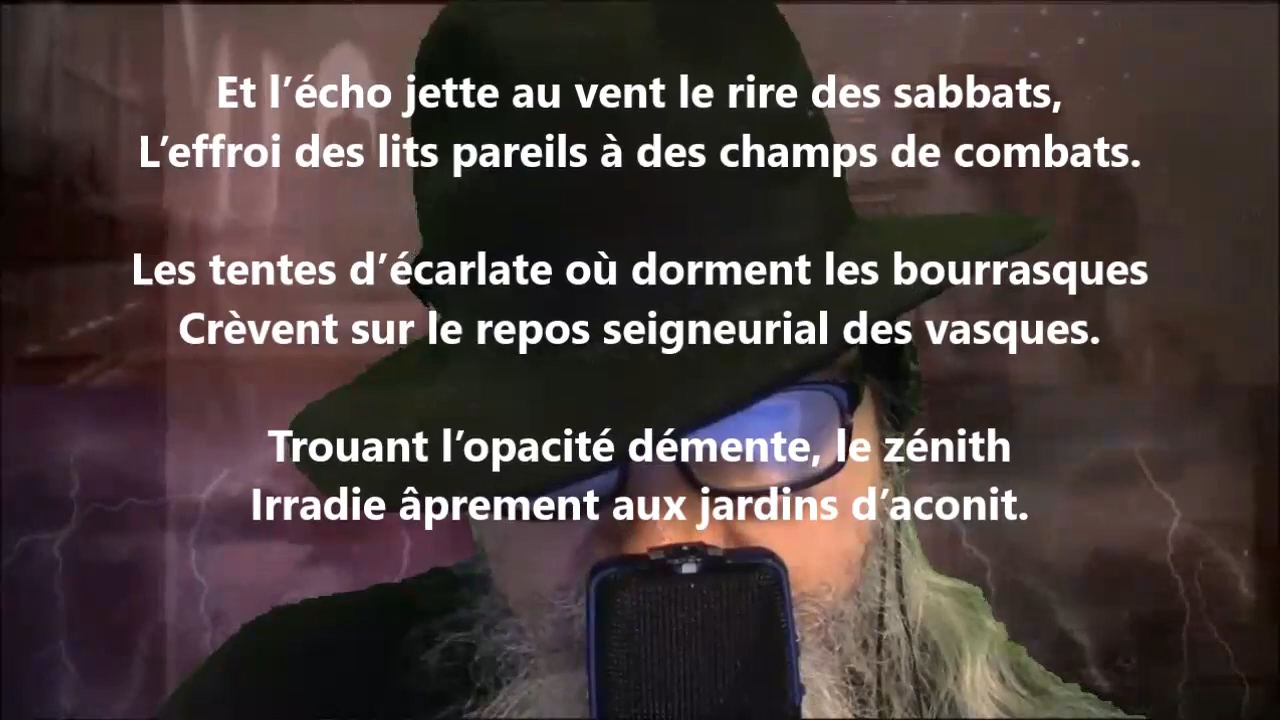 Et l’écho jette au vent le rire des sabbats,
L’effroi des lits pareils à des champs de combats.
Les tentes d’écarlate où dorment les bourrasques
Crèvent sur le repos seigneurial des vasques.
Trouant l’opacité démente, le zénith
Irradie âprement aux jardins d’aconit.